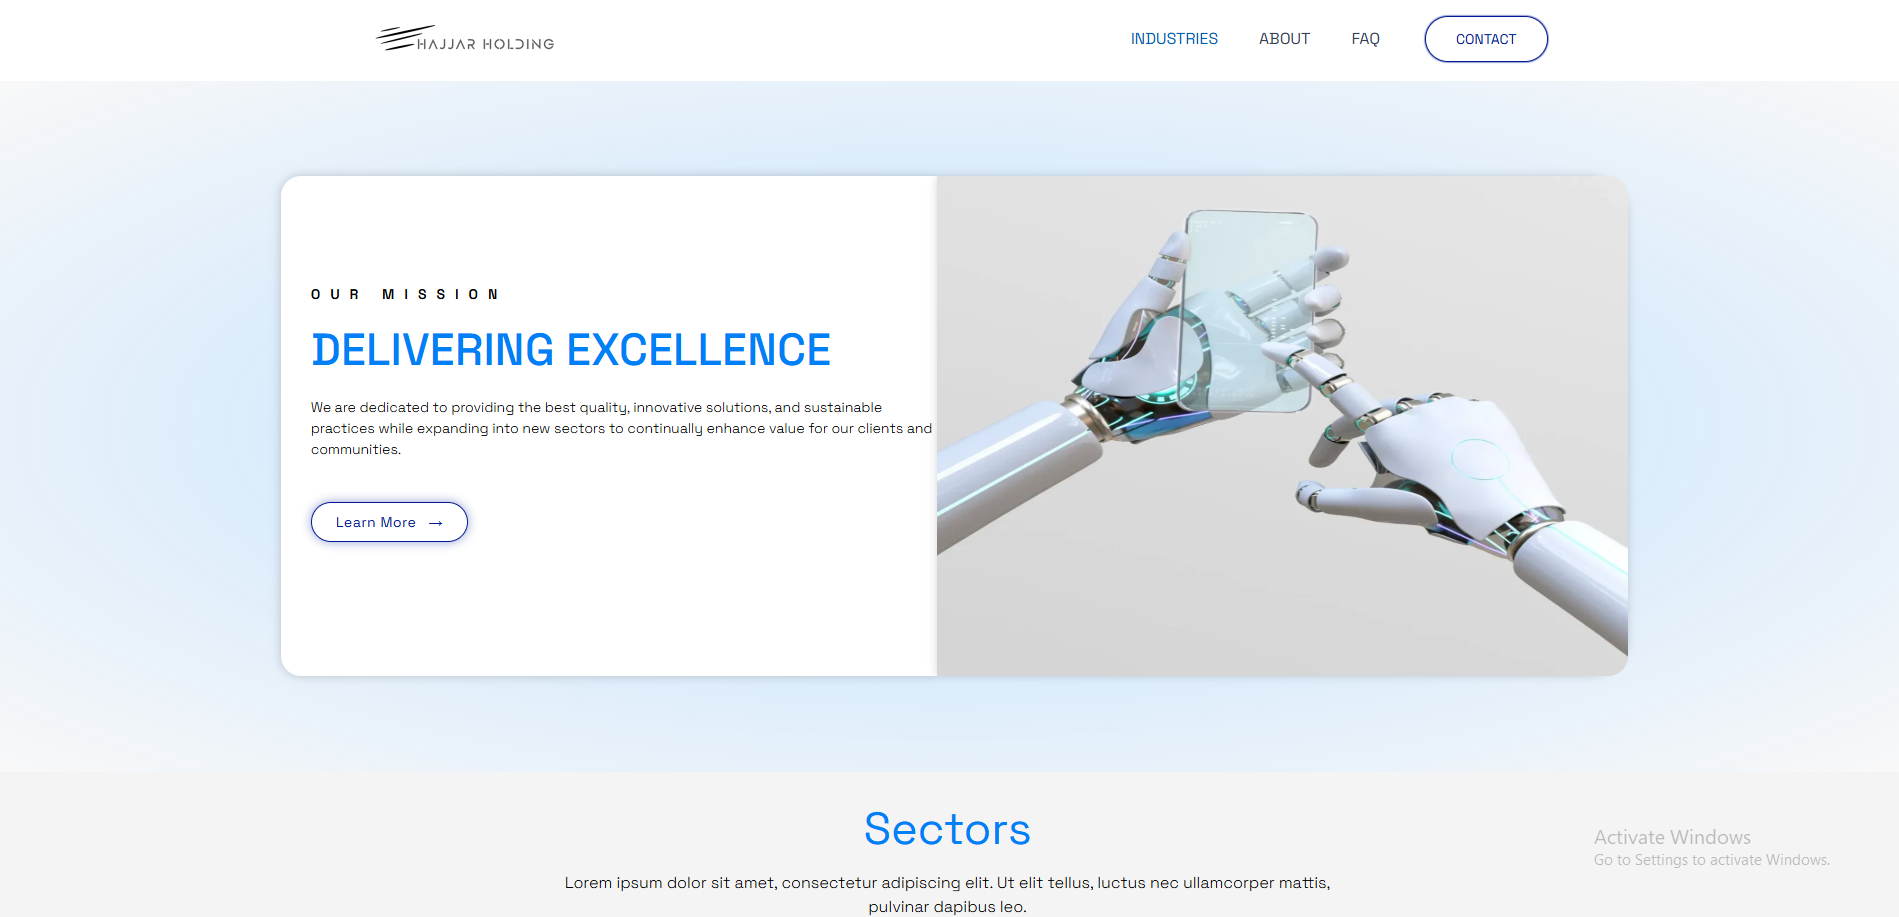 HAJJAR HOLDING
INDUSTRIES
ABOUT
FAQ
CONTACT
OUR MISSION
DELIVERING EXCELLENCE
We are dedicated to providing the best quality, innovative solutions, and sustainable
practices while expanding into new sectors to continually enhance value for our clients and
communities.
Learn More →
Sectors
Lorem ipsum dolor sit amet, consectetur adipiscing elit. Ut elit tellus, luctus nec ullamcorper mattis,
pulvinar dapibus leo.
Activate Windows
Go to Settings to activate Windows.